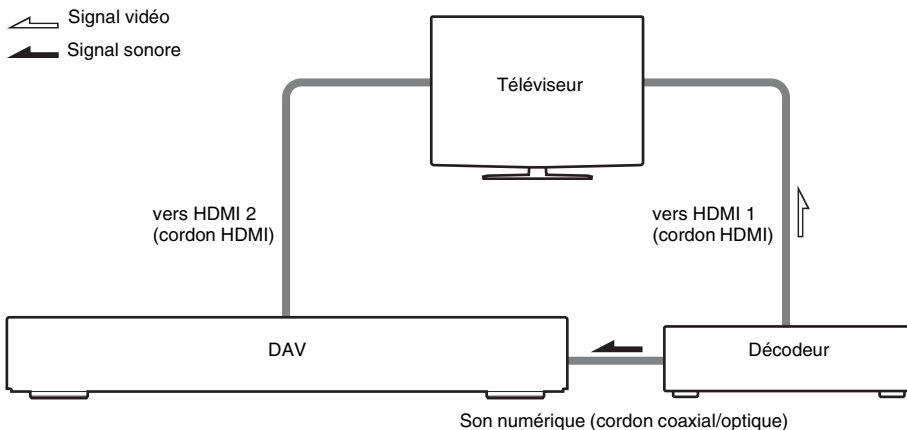 Signal vidéo
Signal sonore
Téléviseur
vers HDMI 2
(cordon HDMI)
vers HDMI 1
(cordon HDMI)
DAV
Décodeur
Son numérique (cordon coaxial/optique)